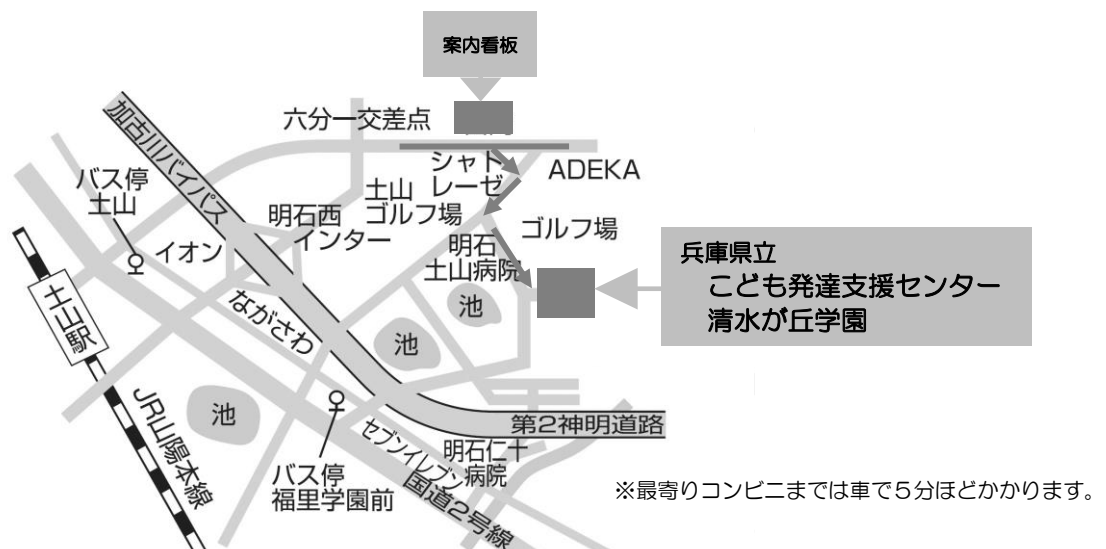 案内看板
六分一交差点
加古川バイパス
バス停
土山
シャト
レーゼ
ADEKA
土山
ゴルフ場
明石西
インター
イオン
ゴルフ場
明石
土山病院
兵庫県立
こども発達支援センター
清水が丘学園
土山駅
ながさわ
池
池
池
JR山陽本線
第2神明道路
セブンイレブン
明石仁十
病院
バス停
福里学園前
国道2号線
※最寄りコンビニまでは車で5分ほどかかります。